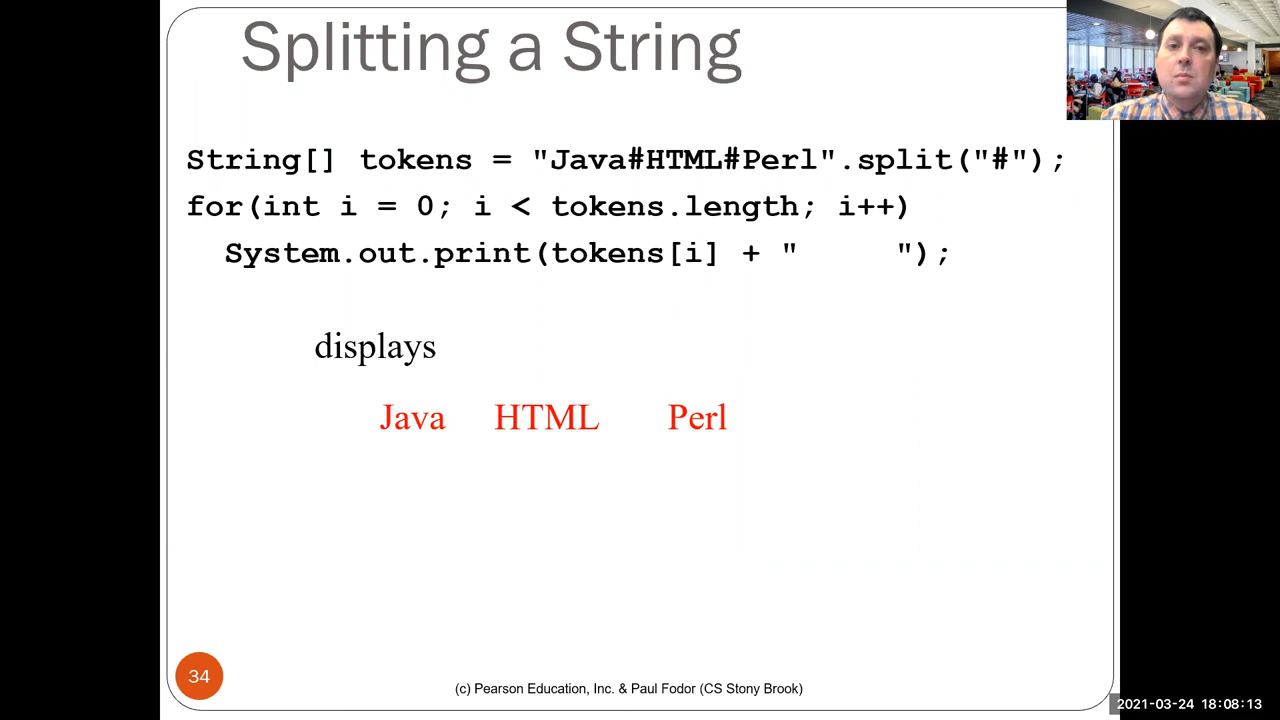 Splitting a String
String[] tokens = "Java#HTML#Perl".split("#");
for(int i = 0; i < tokens.length; i++)
  System.out.print(tokens[i] + "     ");
displays
Java HTML Perl
34
(c) Pearson Education, Inc. & Paul Fodor (CS Stony Brook)
2021-03-24 18:08:13